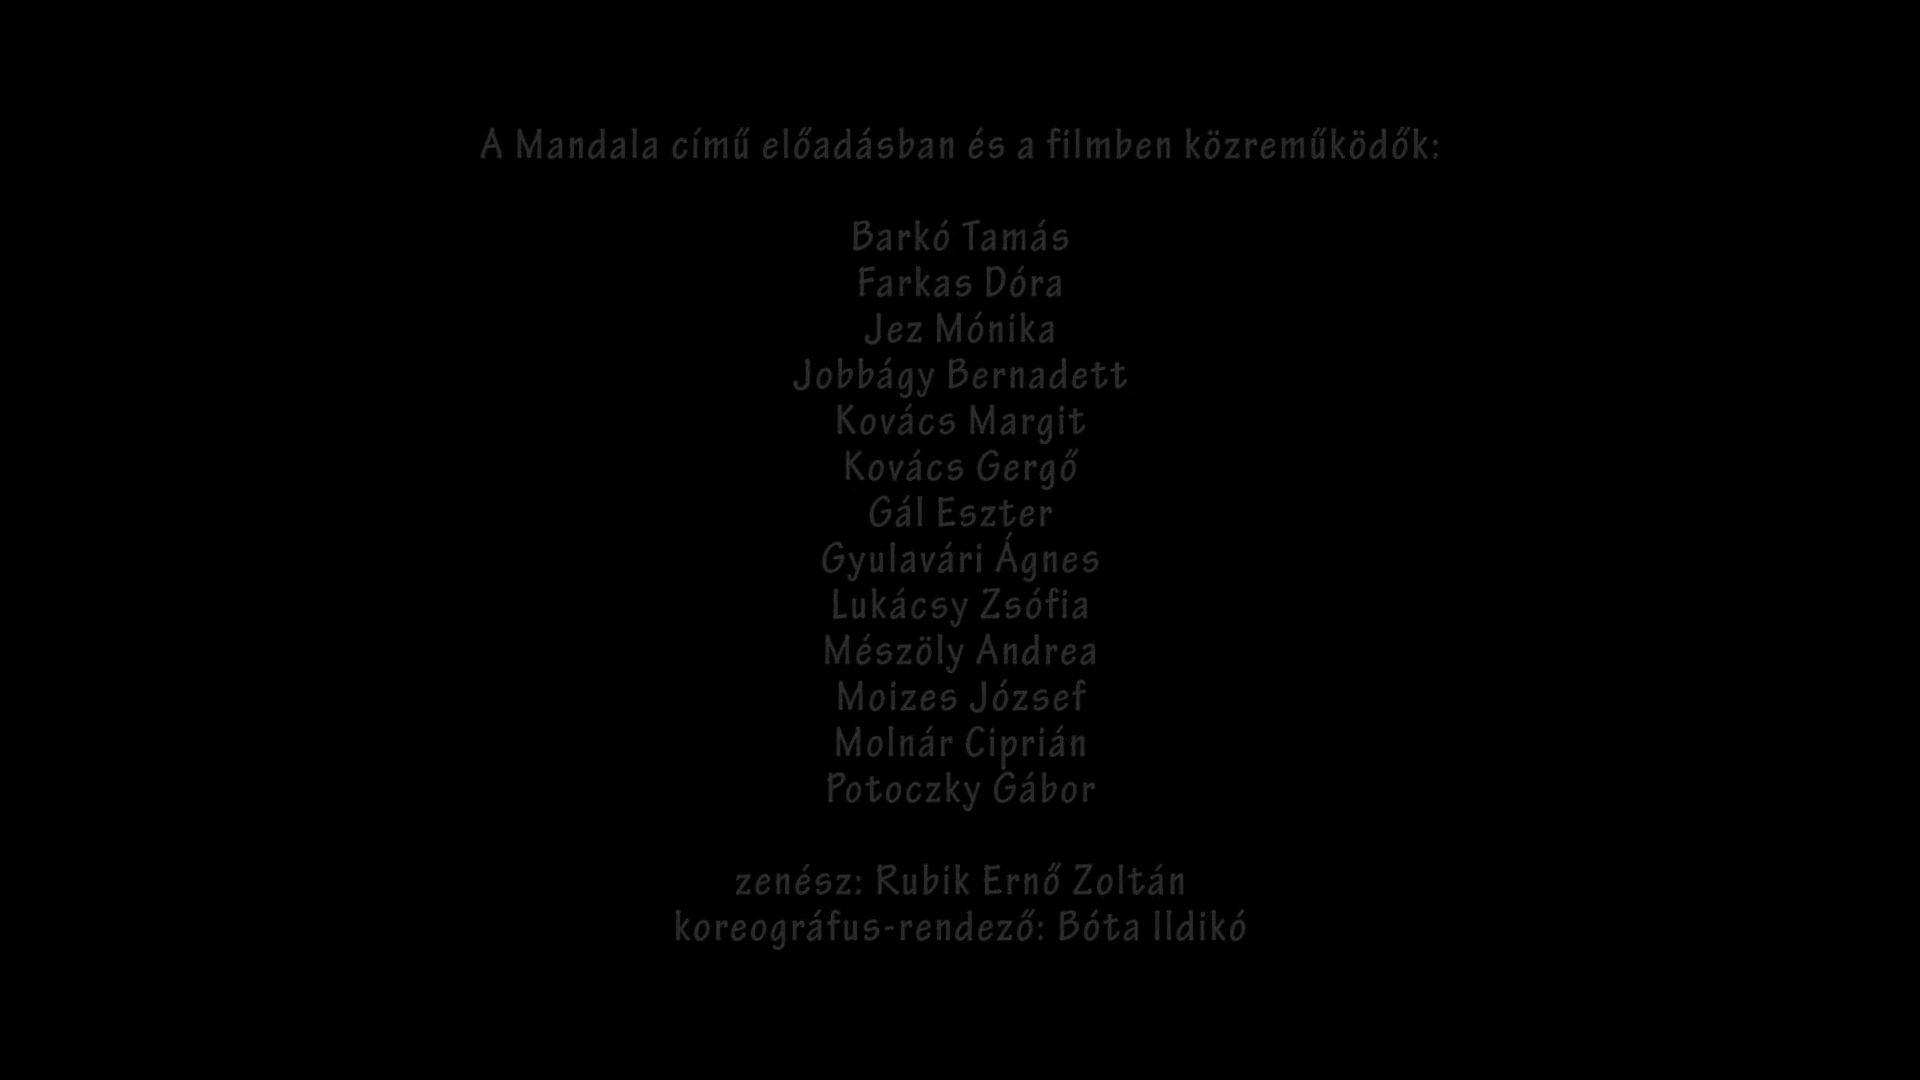 A Mandala című előadásban és a filmben közreműködők:
Barkó Tamás
Farkas Dóra
Jez Mónika
Jobbágy Bernadett
Kovács Margit
Kovács Gergő
Gál Eszter
Gyulavári Ágnes
Lukácsy Zsófia
Mészöly Andrea
Moizes József
Molnár Ciprián
Potoczky Gábor
zenész: Rubik Ernő Zoltán
koreográfus-rendező: Bóta Ildikó